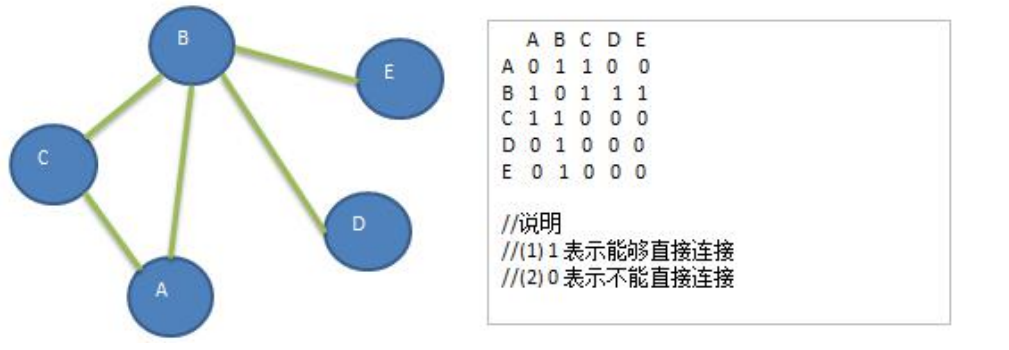 B
E
C
D
A
A B C D E
A 0 1 1 0 0
B 1 0 1 1 1
C 1 1 0 0 0
D 0 1 0 0 0
E 0 1 0 0 0
//说明
//(1) 1 表示能够直接连接
//(2) 0 表示不能直接连接